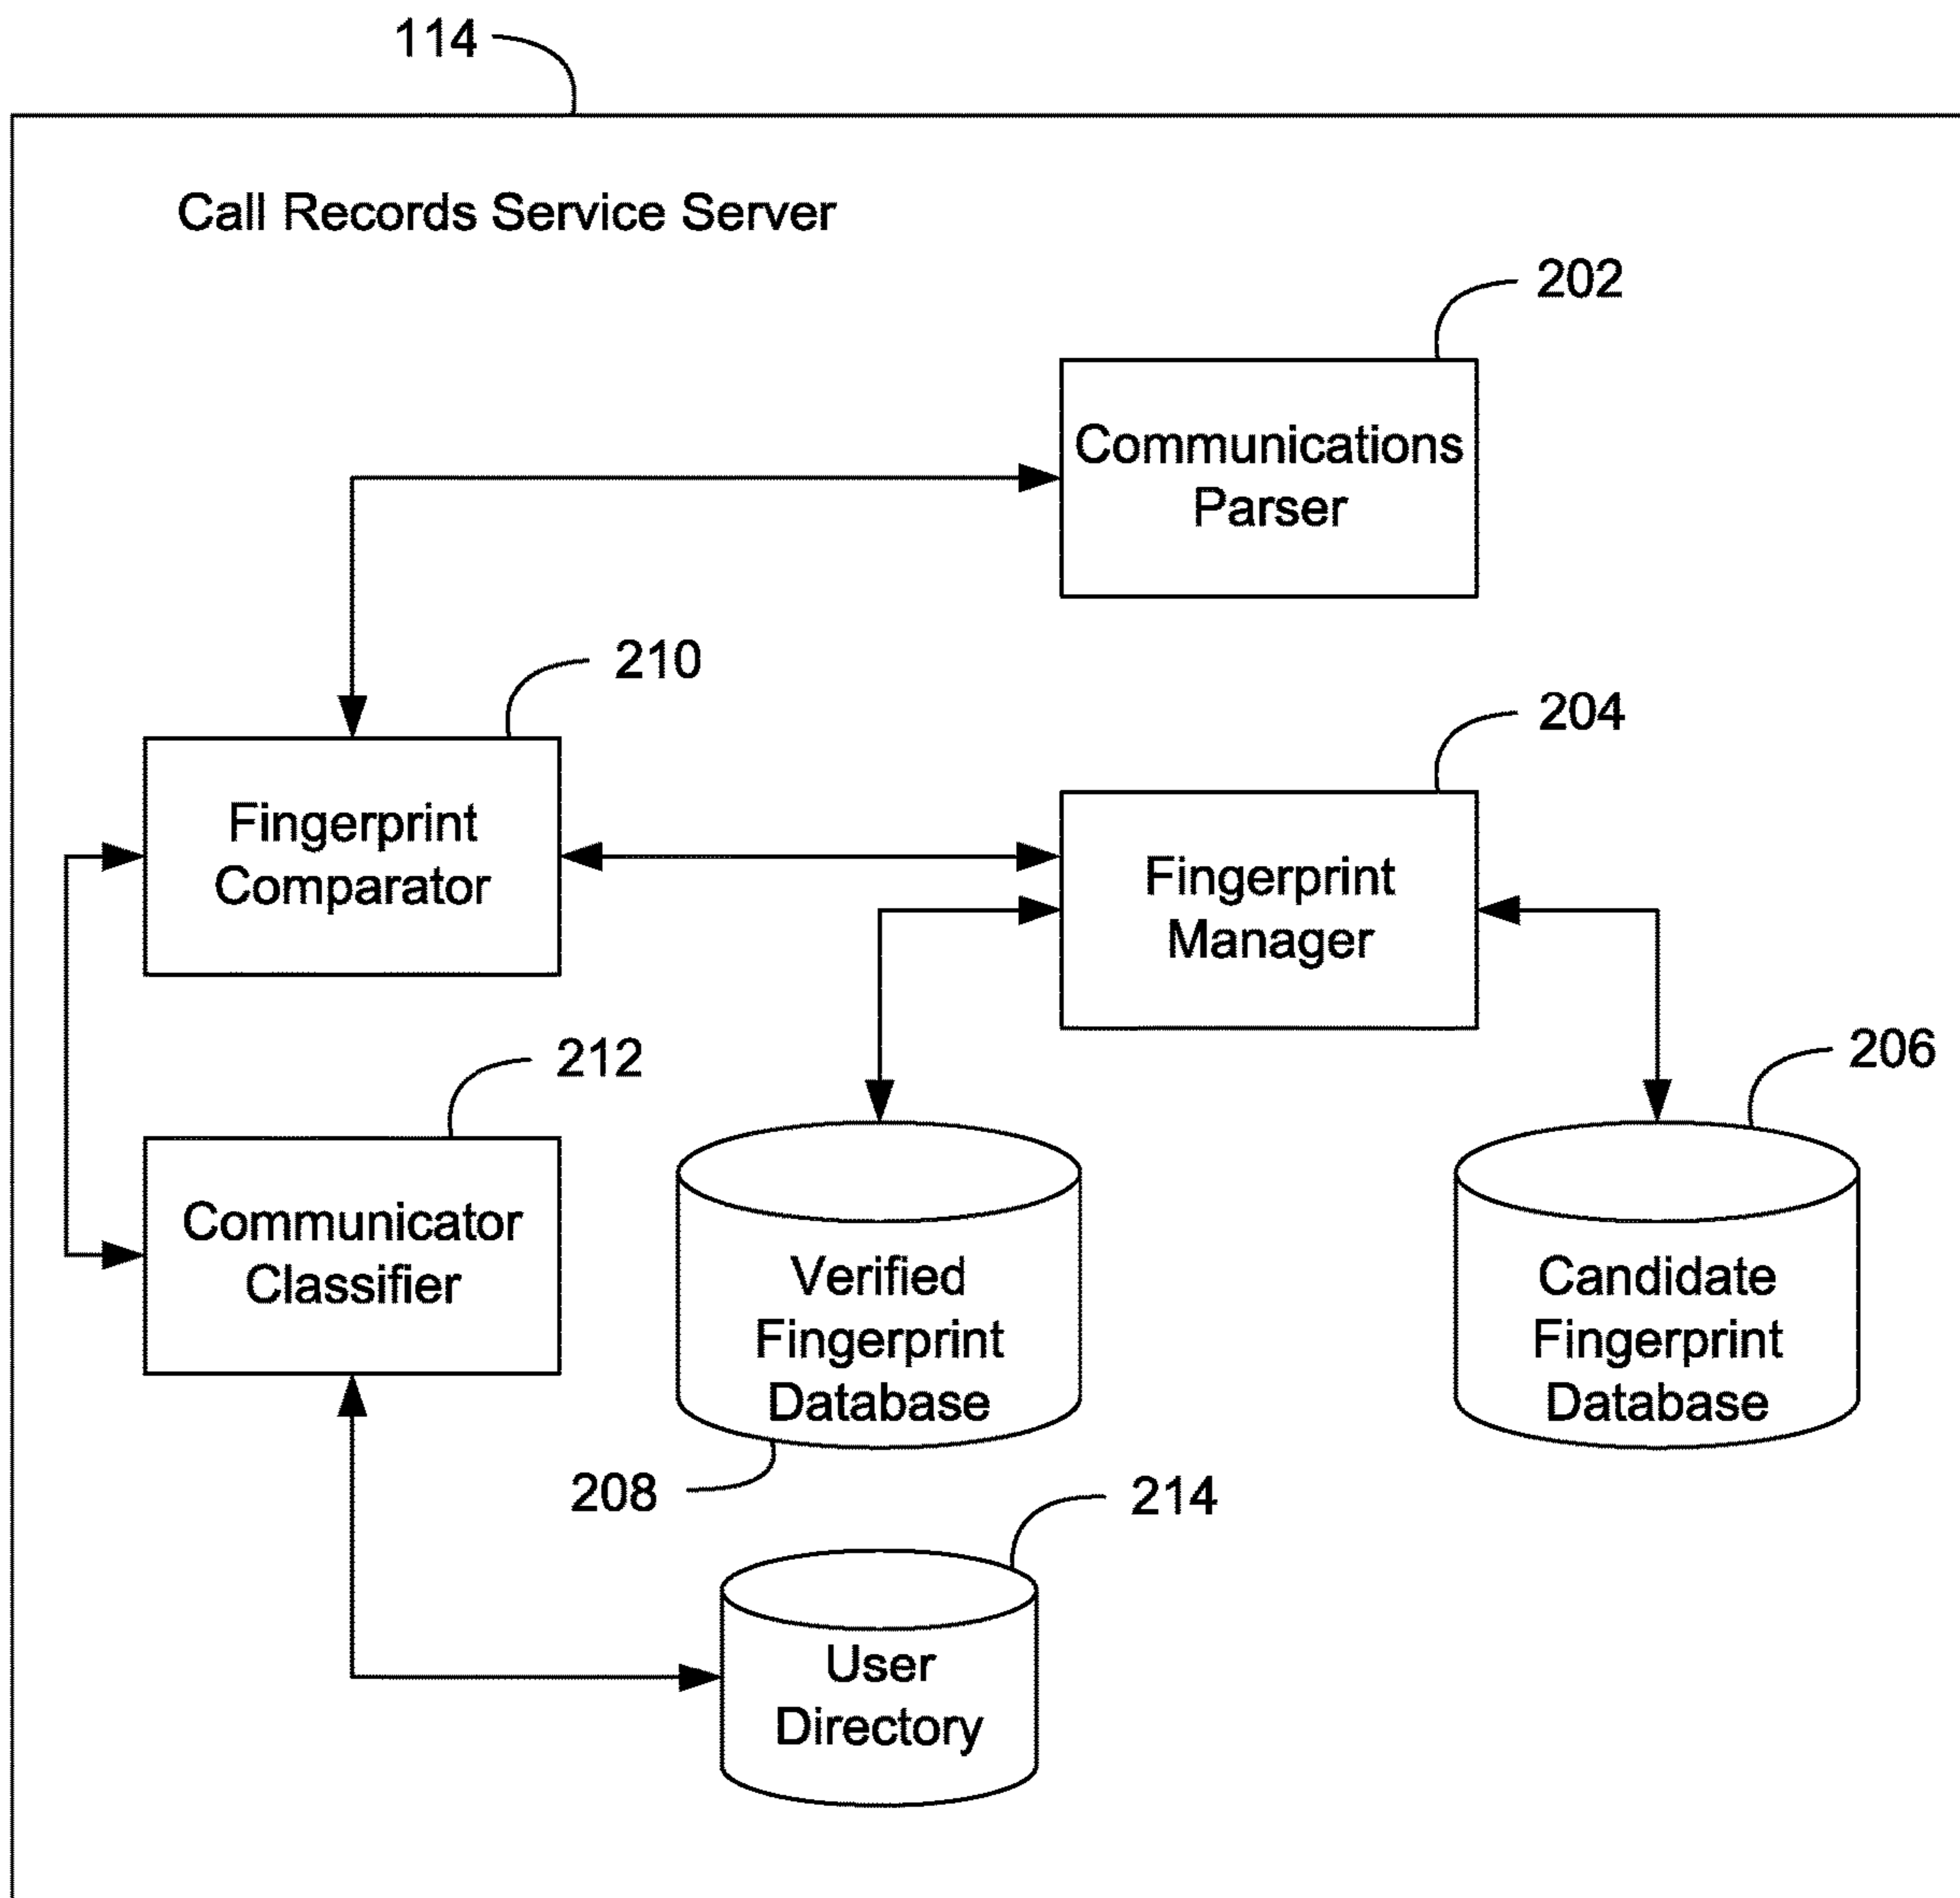 114
Call Records Service Server
202
Communications
Parser
210
204
Fingerprint
Comparator
Fingerprint
Manager
212
206
Communicator
Classifier
Verified
Fingerprint
Database
Candidate
Fingerprint
Database
208
214
User
Directory